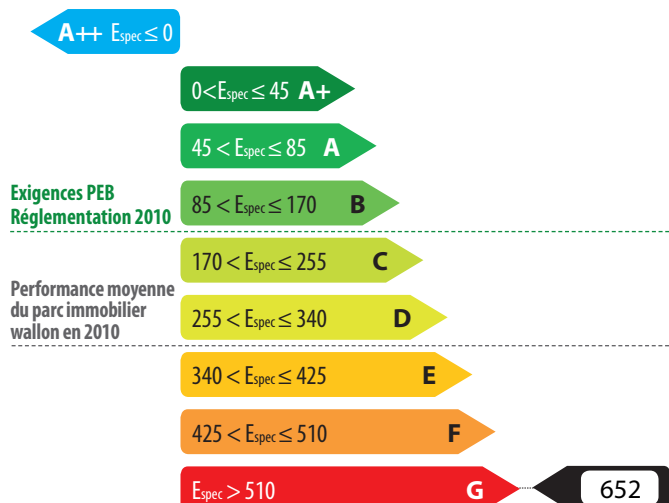 A++ Espec ≤ 0
0<Espec ≤ 45 A+
45 < Espec ≤ 85 A
Exigences PEB
Réglementation 2010
85 < Espec ≤ 170 B
170 < Espec ≤ 255 C
Performance moyenne
du parc immobilier
wallon en 2010
255 < Espec ≤ 340 D
340 < Espec ≤ 425 E
425 < Espec ≤ 510 F
Espec > 510 G
652